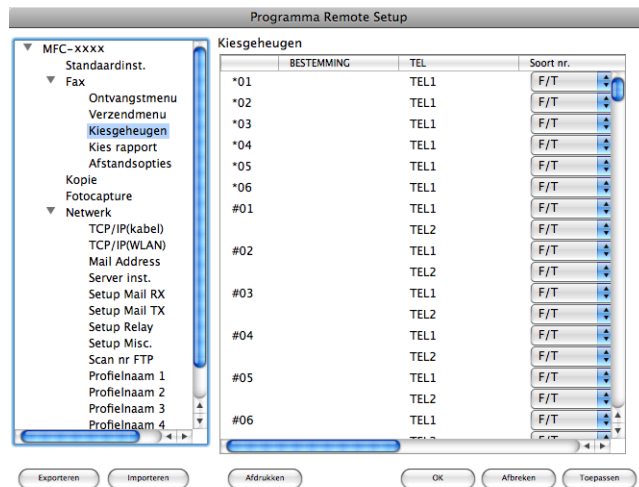 Programma Remote Setup
MFC-xxxx
Standaardinst.
Fax
Ontvangstmenu
Verzendmenu
Kiesgeheugen
Kies rapport
Afstandsopties
Kopie
Fotocapture
Netwerk
TCP/IP(kabel)
TCP/IP(WLAN)
Mail Address
Server inst.
Setup Mail RX
Setup Mail TX
Setup Relay
Setup Misc.
Scan nr FTP
Profielnaam 1
Profielnaam 2
Profielnaam 3
Profielnaam 4
Kiesgeheugen
BESTEMMING TEL Soort nr.
*01 TEL1 F/T
*02 TEL1 F/T
*03 TEL1 F/T
*04 TEL1 F/T
*05 TEL1 F/T
*06 TEL1 F/T
#01 TEL1 F/T
TEL2 F/T
#02 TEL1 F/T
TEL2 F/T
#03 TEL1 F/T
TEL2 F/T
#04 TEL1 F/T
TEL2 F/T
#05 TEL1 F/T
TEL2 F/T
#06 TEL1 F/T
TEL2 F/T
Exporteren Importeren Afdrukken OK Afbreken Toepassen